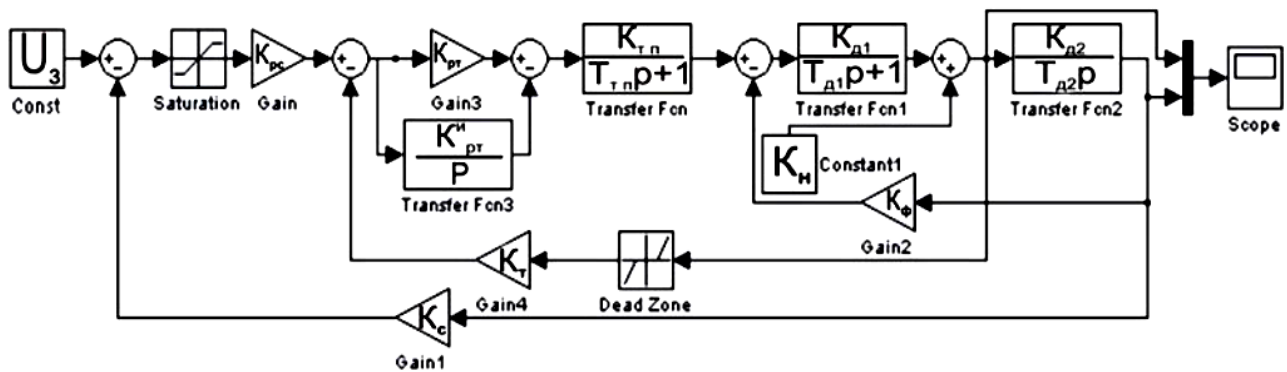 U з
Const
Saturation
K рс
Gain
K рт
Gain3
K и рт
P
Transfer Fcn3
K т п
T т п p+1
Transfer Fcn
K д1
T д1 p+1
Transfer Fcn1
K н
Constant1
K д2
T д2 p
Transfer Fcn2
Scope
K ф
Gain2
K т
Gain4
Dead Zone
K с
Gain1